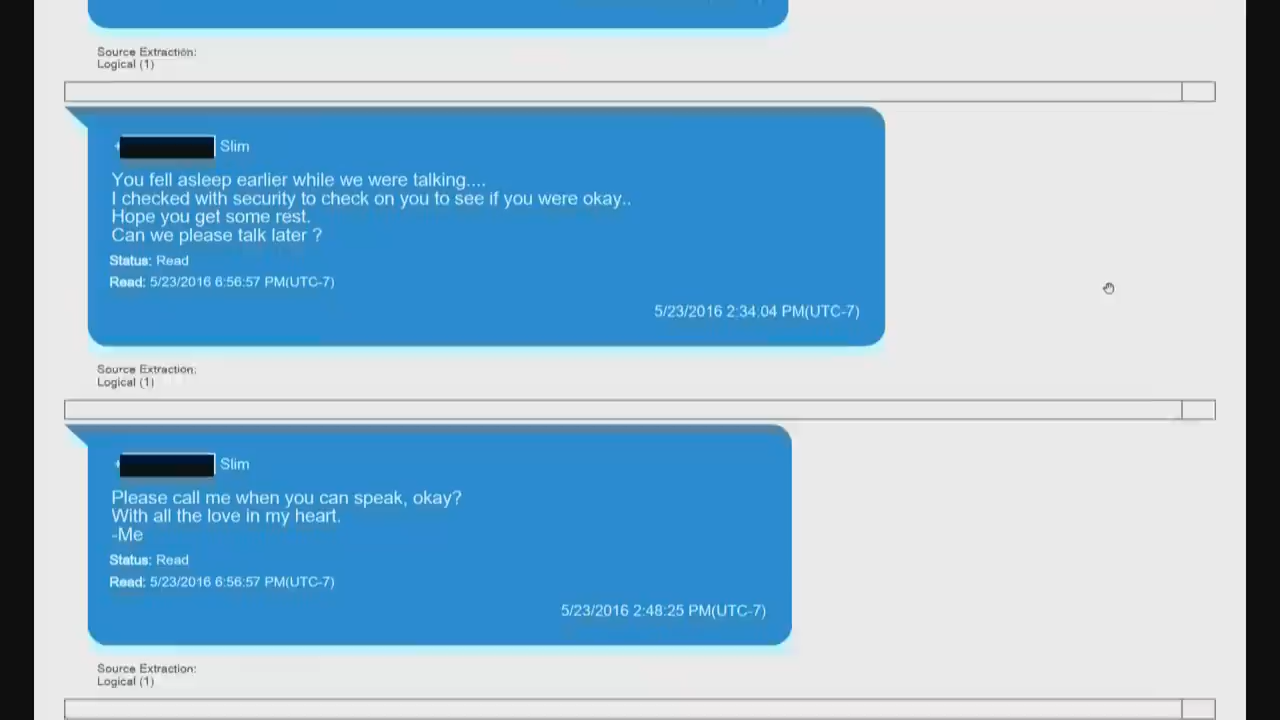 Source Extraction:
Logical (1)
Slim
You fell asleep earlier while we were talking....
I checked with security to check on you to see if you were okay..
Hope you get some rest.
Can we please talk later ?
Status: Read
Read: 5/23/2016 6:56:57 PM(UTC-7)
5/23/2016 2:34.04 PM(UTC-7)
Source Extraction:
Logical (1)
Slim
Please call me when you can speak, okay?
With all the love in my heart.
-Me
Status: Read
Read: 5/23/2016 6:56:57 PM(UTC-7)
5/23/2016 2:48:25 PM(UTC-7)
Source Extraction:
Logical (1)